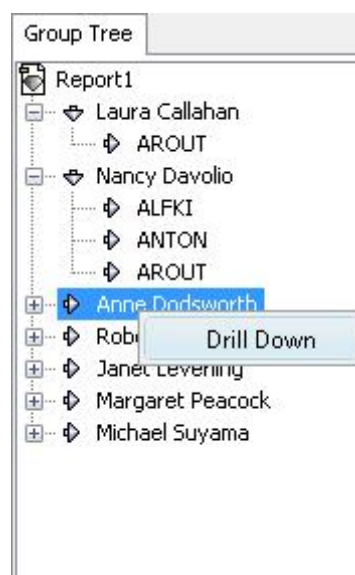 Group Tree
Report1
Laura Callahan
AROUT
Nancy Davolio
ALFKI
ANTON
AROUT
Anne Dodsworth
Drill Down
Janet Leverling
Margaret Peacock
Michael Suyama